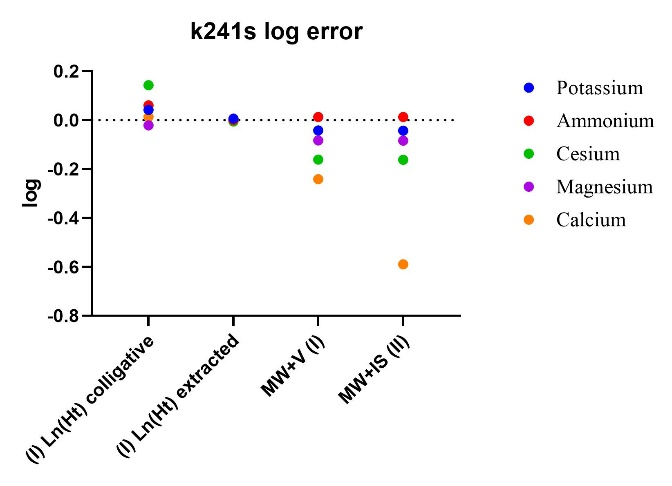 k241s log error
0.2
0.0
-0.2
-0.4
-0.6
-0.8
log
(I) Ln(Ht) colligative
(I) Ln(Ht) extracted
MW+V (I)
MW+IS (II)
Potassium
Ammonium
Cesium
Magnesium
Calcium